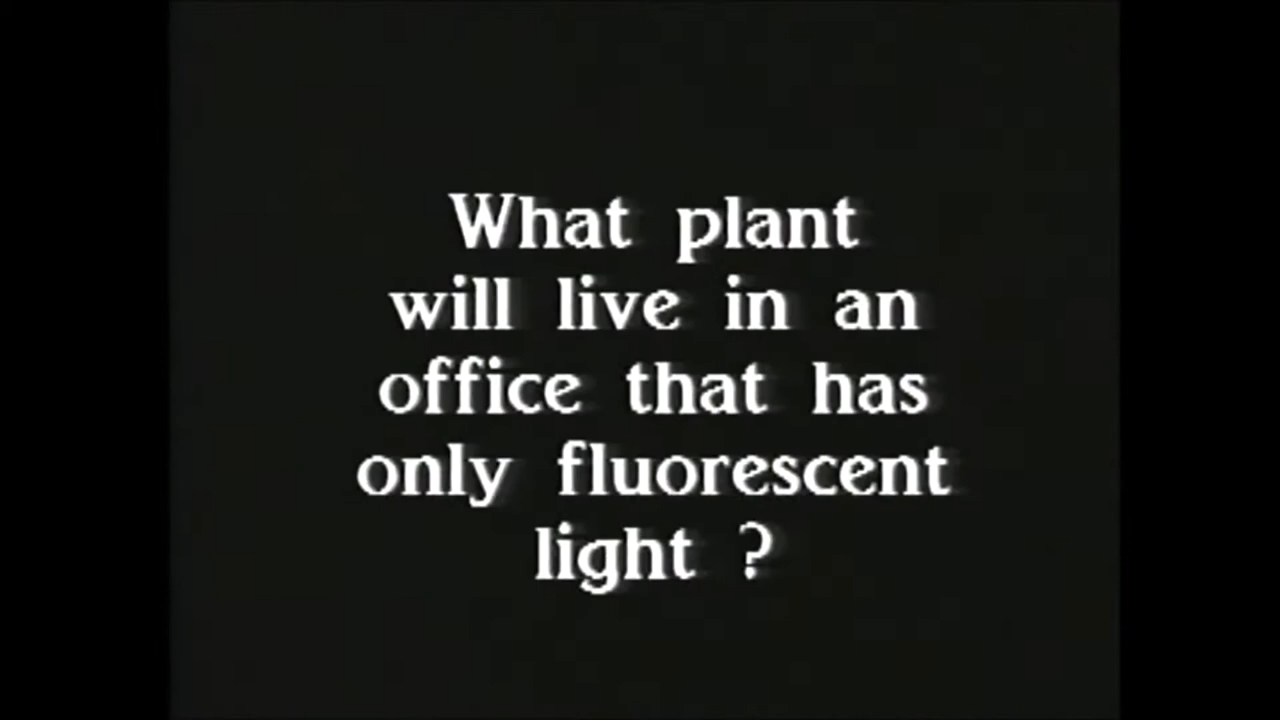 What plant
will live in an
office that has
only fluorescent
light ?